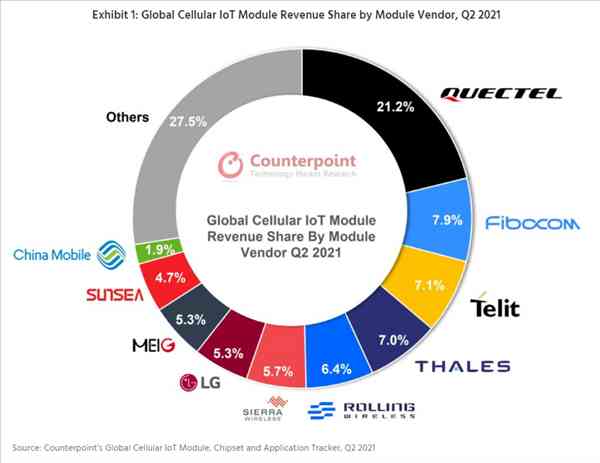 Exhibit 1: Global Cellular IoT Module Revenue Share by Module Vendor, Q2 2021
Others
27.5%
21.2%
QUECTEL
Counterpoint
Technology Market Research
Global Cellular IoT Module
Revenue Share By Module
Vendor Q2 2021
7.9%
Fibocom
China Mobile
1.9%
SUNSEA
4.7%
7.1%
Telit
MEIG
5.3%
7.0%
THALES
LG
5.3%
5.7%
6.4%
SIERRA
WIRELESS
ROLLING
WIRELESS
Source: Counterpoint's Global Cellular IoT Module, Chipset and Application Tracker, Q2 2021